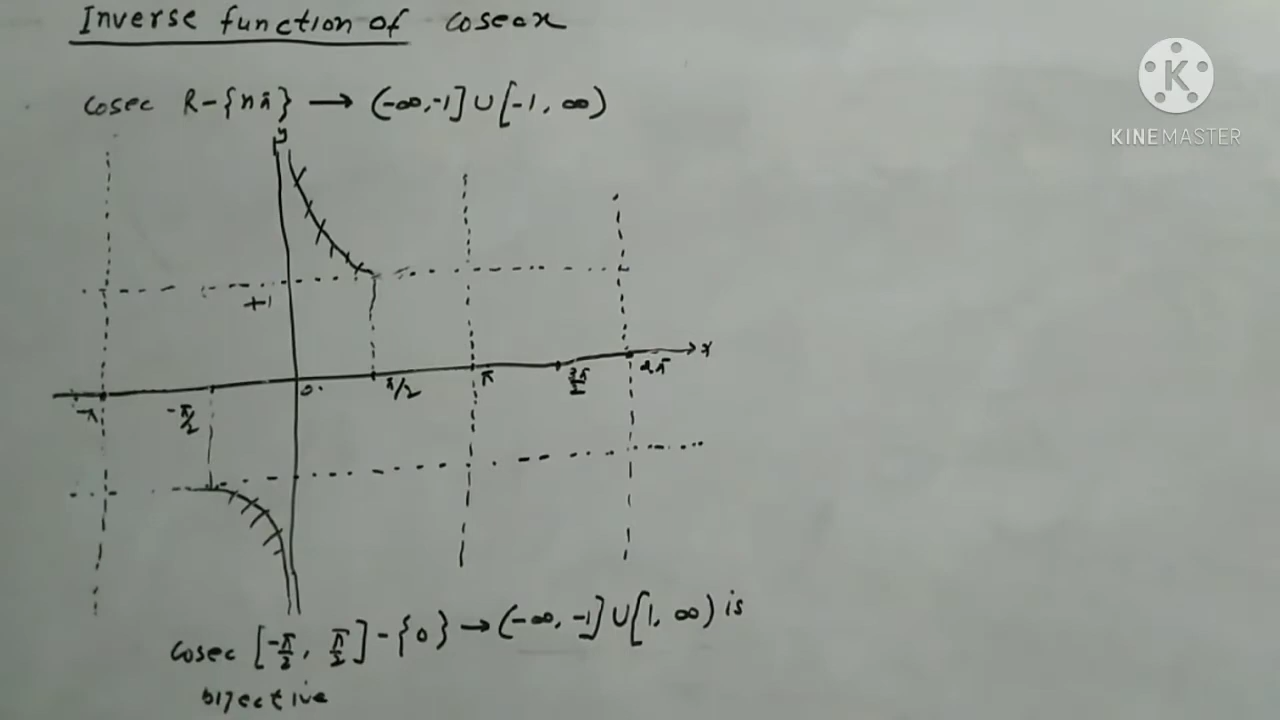 Inverse function of cosecx
cosec R-{nπ} → (-∞,-1] ∪ [-1, ∞)
K
KINEMASTER
y
+1
x
-π
-π/2
0
π/2
π
3π/2
2π
cosec [-π/2, π/2] - {0} → (-∞, -1] ∪ [1, ∞) is
bijective